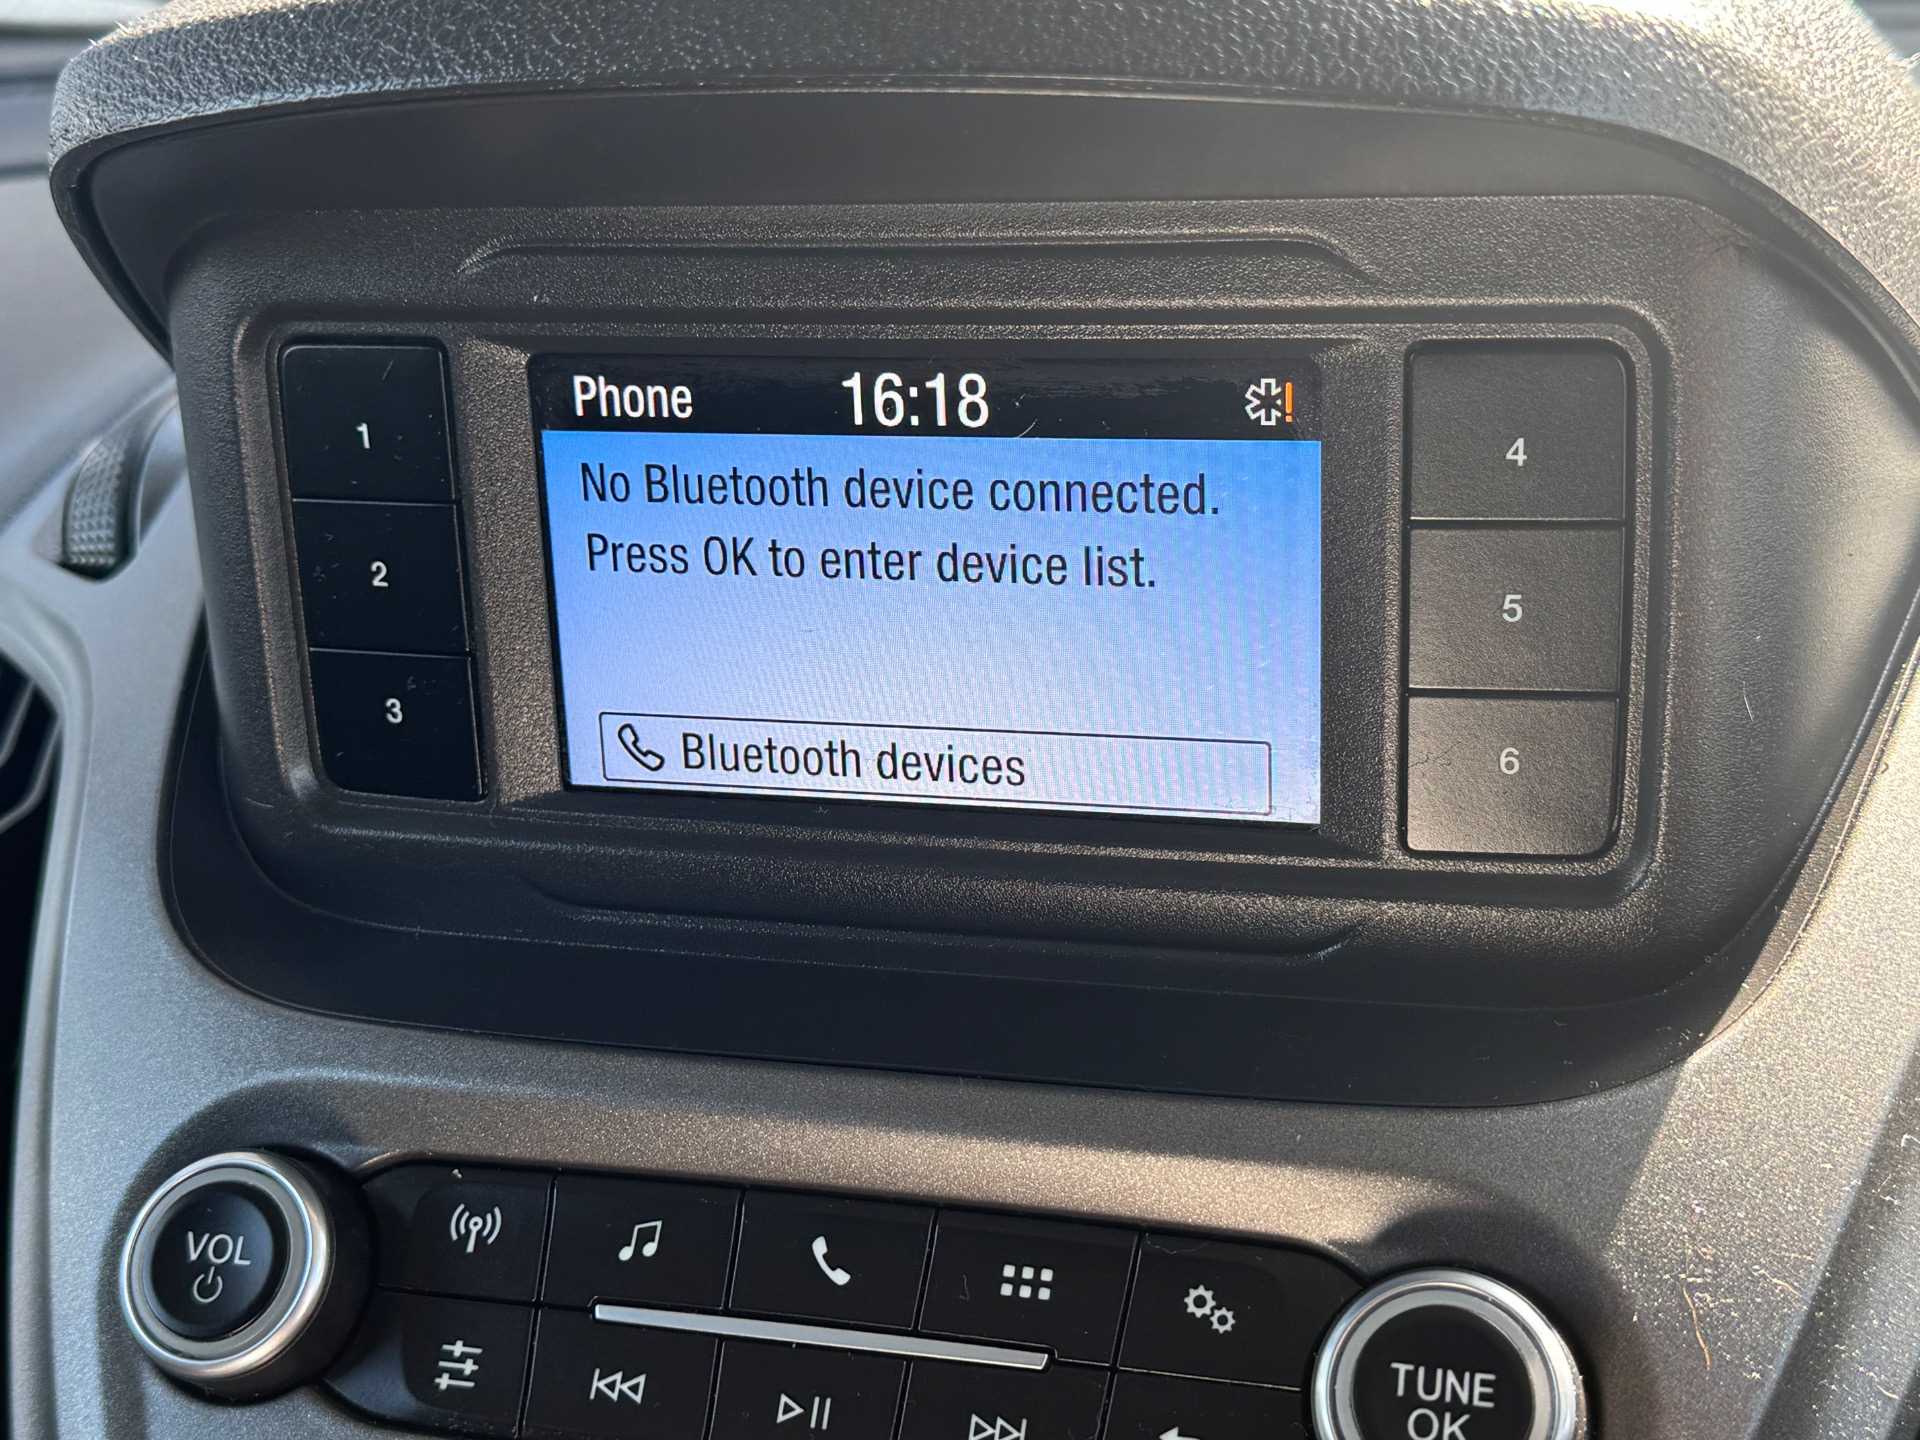 Phone 16:18
No Bluetooth device connected.
Press OK to enter device list.
Bluetooth devices
1
2
3
4
5
6
VOL
TUNE
OK